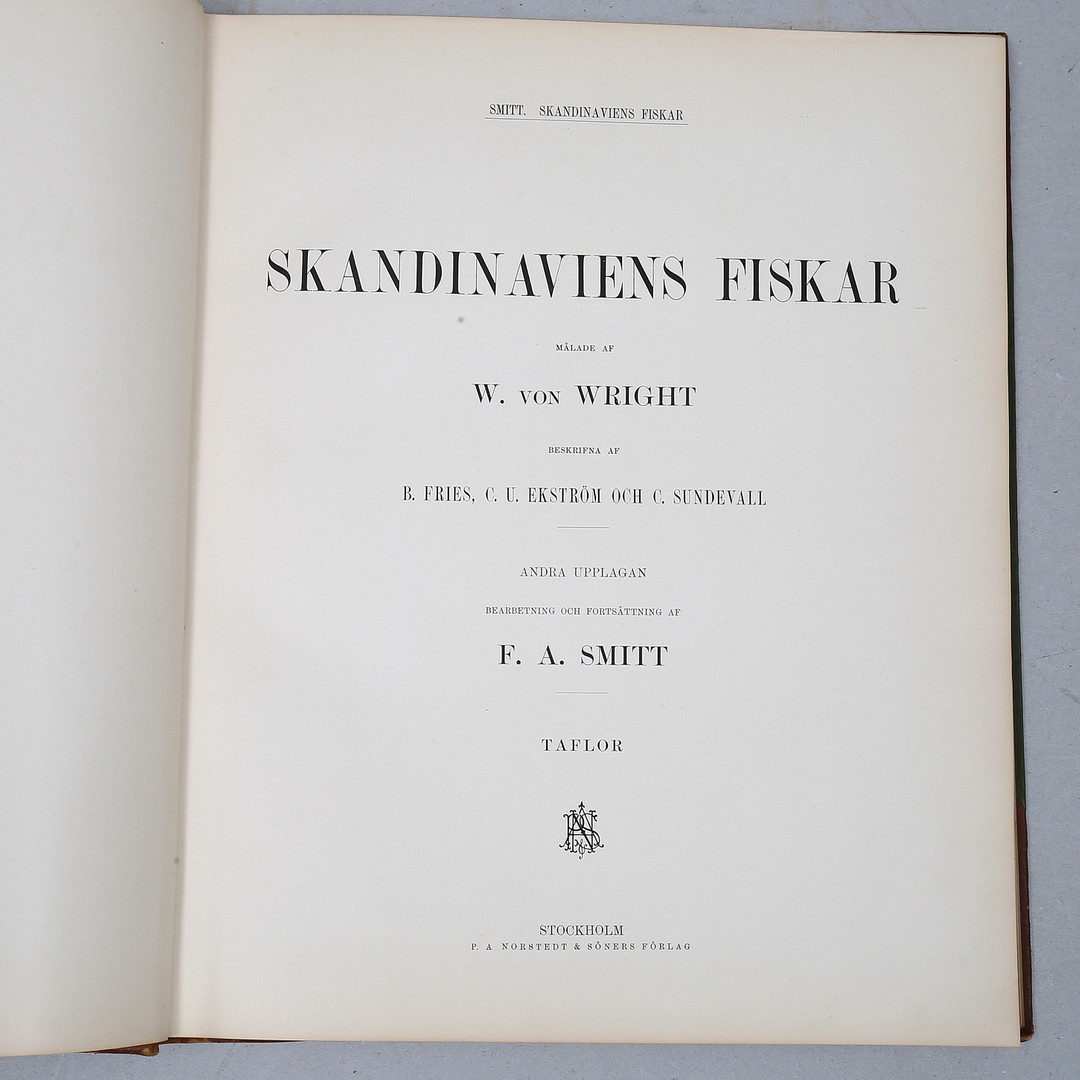 SMITT. SKANDINAVIENS FISKAR
SKANDINAVIENS FISKAR
MÅLADE AF
W. VON WRIGHT
BESKRIFNA AF
B. FRIES, C. U. EKSTRÖM OCH C. SUNDEVALL
ANDRA UPPLAGAN
BEARBETNING OCH FORTSÄTTNING AF
F. A. SMITT
TAFLOR
STOCKHOLM
P. A NORSTEDT & SÖNERS FÖRLAG